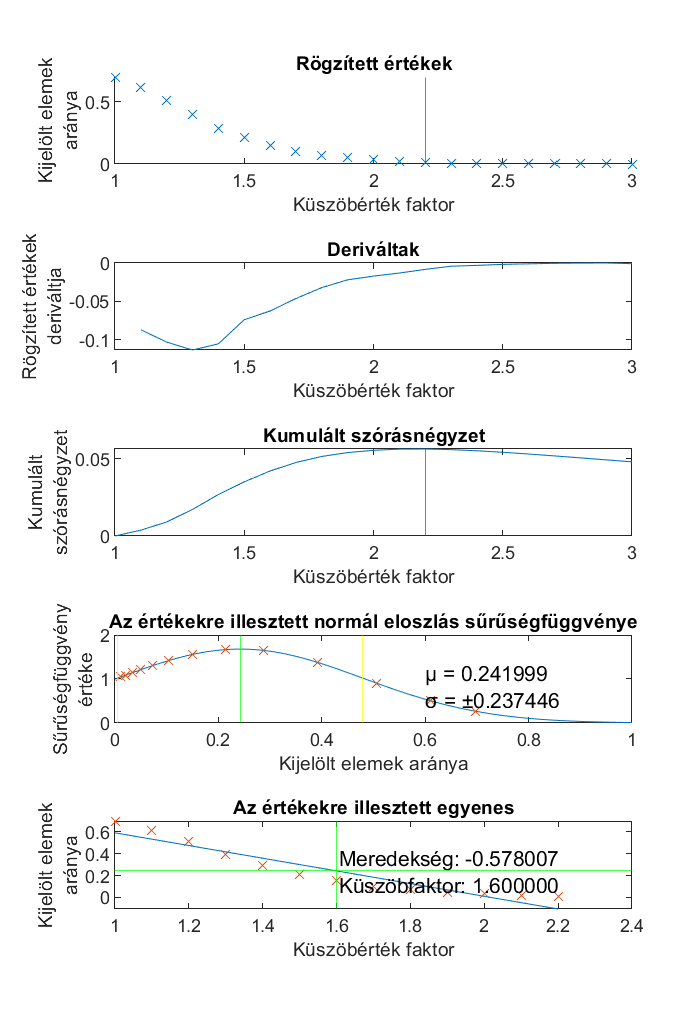 Rögzített értékek
Kijelölt elemek
aránya
0.5
0
1
1.5
2
2.5
3
Küszöbérték faktor
Deriváltak
Rögzített értékek
deriváltja
0
-0.05
-0.1
1
1.5
2
2.5
3
Küszöbérték faktor
Kumulált szórásnégyzet
Kumulált
szórásnégyzet
0.05
0
1
1.5
2
2.5
3
Küszöbérték faktor
Az értékekre illesztett normál eloszlás sűrűségfüggvénye
Sűrűségfüggvény
értéke
2
1
0
μ = 0.241999
σ = ±0.237446
0
0.2
0.4
0.6
0.8
1
Kijelölt elemek aránya
Az értékekre illesztett egyenes
Kijelölt elemek
aránya
0.6
0.4
0.2
0
Meredekség: -0.578007
Küszöbfaktor: 1.600000
1
1.2
1.4
1.6
1.8
2
2.2
2.4
Küszöbérték faktor